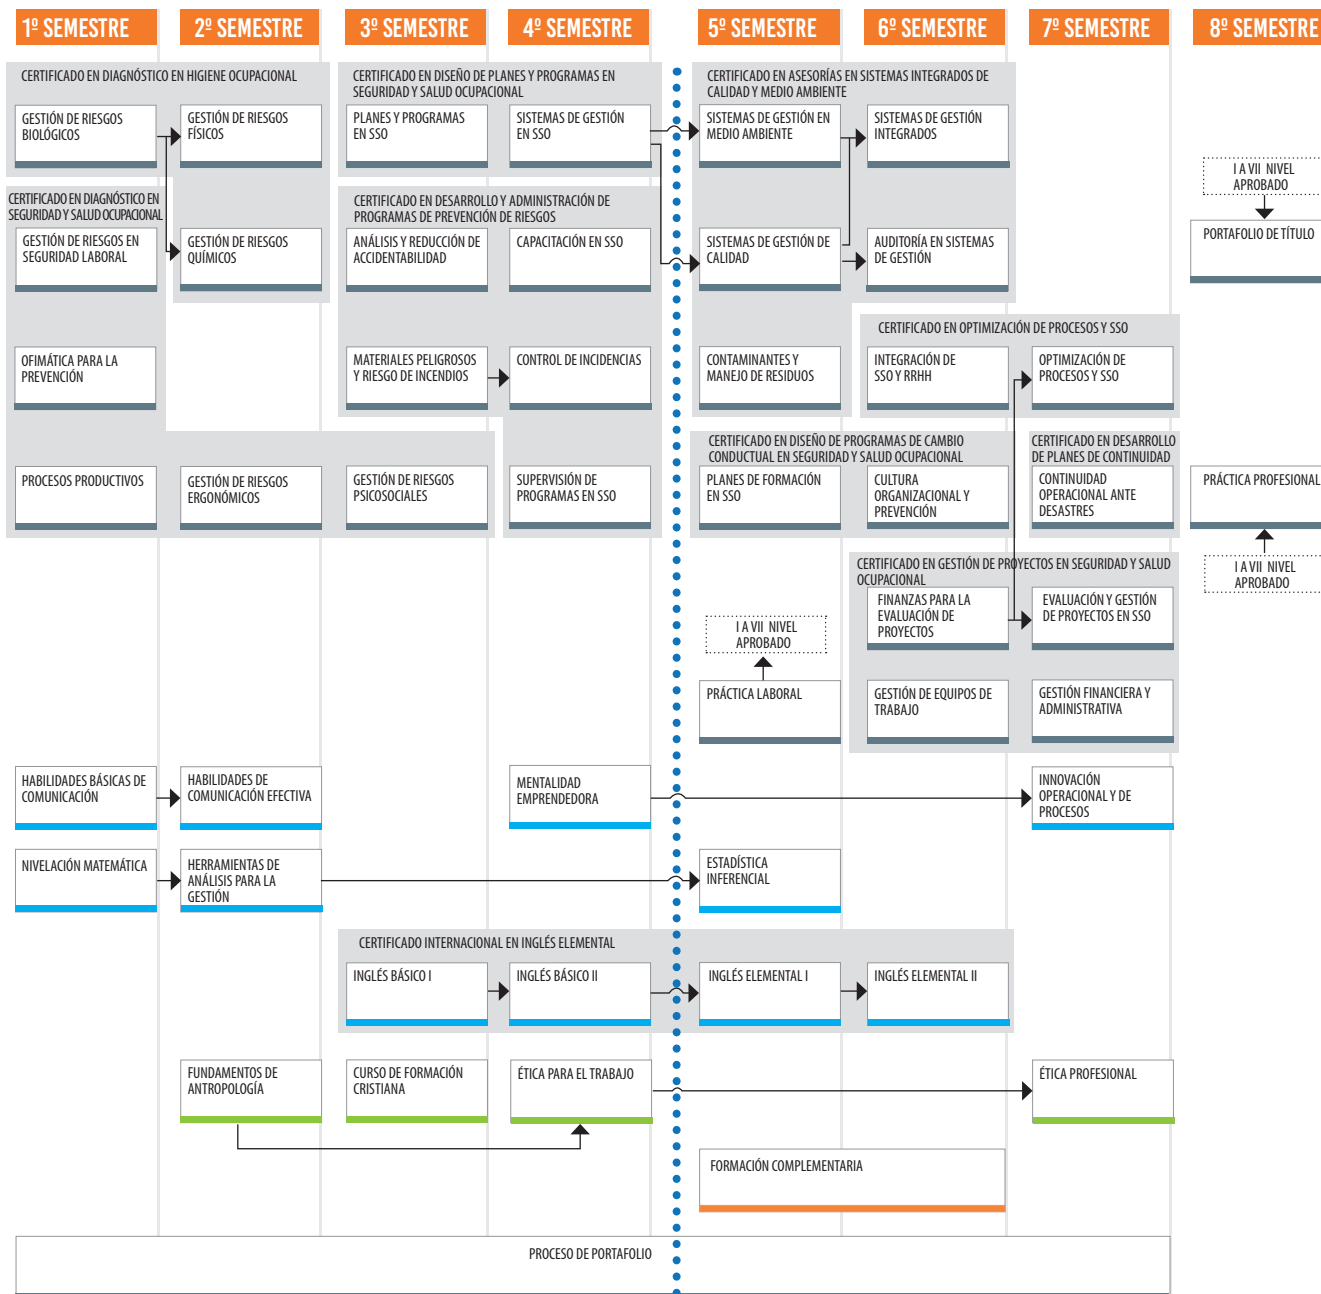 1º SEMESTRE
2º SEMESTRE
3º SEMESTRE
4º SEMESTRE
5º SEMESTRE
6º SEMESTRE
7º SEMESTRE
8º SEMESTRE
CERTIFICADO EN DIAGNÓSTICO EN HIGIENE OCUPACIONAL
CERTIFICADO EN DISEÑO DE PLANES Y PROGRAMAS EN
SEGURIDAD Y SALUD OCUPACIONAL
CERTIFICADO EN ASESORÍAS EN SISTEMAS INTEGRADOS DE
CALIDAD Y MEDIO AMBIENTE
GESTIÓN DE RIESGOS
BIOLÓGICOS
GESTIÓN DE RIESGOS
FÍSICOS
PLANES Y PROGRAMAS
EN SSO
SISTEMAS DE GESTIÓN
EN SSO
SISTEMAS DE GESTIÓN EN
MEDIO AMBIENTE
SISTEMAS DE GESTIÓN
INTEGRADOS
I A VII NIVEL
APROBADO
CERTIFICADO EN DIAGNÓSTICO EN
SEGURIDAD Y SALUD OCUPACIONAL
CERTIFICADO EN DESARROLLO Y ADMINISTRACIÓN DE
PROGRAMAS DE PREVENCIÓN DE RIESGOS
GESTIÓN DE RIESGOS EN
SEGURIDAD LABORAL
GESTIÓN DE RIESGOS
QUÍMICOS
ANÁLISIS Y REDUCCIÓN DE
ACCIDENTABILIDAD
CAPACITACIÓN EN SSO
SISTEMAS DE GESTIÓN DE
CALIDAD
AUDITORÍA EN SISTEMAS
DE GESTIÓN
PORTAFOLIO DE TÍTULO
CERTIFICADO EN OPTIMIZACIÓN DE PROCESOS Y SSO
OFIMÁTICA PARA LA
PREVENCIÓN
MATERIALES PELIGROSOS
Y RIESGO DE INCENDIOS
CONTROL DE INCIDENCIAS
CONTAMINANTES Y
MANEJO DE RESIDUOS
INTEGRACIÓN DE
SSO Y RRHH
OPTIMIZACIÓN DE
PROCESOS Y SSO
CERTIFICADO EN DISEÑO DE PROGRAMAS DE CAMBIO
CONDUCTUAL EN SEGURIDAD Y SALUD OCUPACIONAL
CERTIFICADO EN DESARROLLO
DE PLANES DE CONTINUIDAD
PROCESOS PRODUCTIVOS
GESTIÓN DE RIESGOS
ERGONÓMICOS
GESTIÓN DE RIESGOS
PSICOSOCIALES
SUPERVISIÓN DE
PROGRAMAS EN SSO
PLANES DE FORMACIÓN
EN SSO
CULTURA
ORGANIZACIONAL Y
PREVENCIÓN
CONTINUIDAD
OPERACIONAL ANTE
DESASTRES
PRÁCTICA PROFESIONAL
I A VII NIVEL
APROBADO
CERTIFICADO EN GESTIÓN DE PROYECTOS EN SEGURIDAD Y SALUD
OCUPACIONAL
FINANZAS PARA LA
EVALUACIÓN DE
PROYECTOS
EVALUACIÓN Y GESTIÓN
DE PROYECTOS EN SSO
I A VII NIVEL
APROBADO
PRÁCTICA LABORAL
GESTIÓN DE EQUIPOS DE
TRABAJO
GESTIÓN FINANCIERA Y
ADMINISTRATIVA
HABILIDADES BÁSICAS DE
COMUNICACIÓN
HABILIDADES DE
COMUNICACIÓN EFECTIVA
MENTALIDAD
EMPRENDEDORA
INNOVACIÓN
OPERACIONAL Y DE
PROCESOS
NIVELACIÓN MATEMÁTICA
HERRAMIENTAS DE
ANÁLISIS PARA LA
GESTIÓN
ESTADÍSTICA
INFERENCIAL
CERTIFICADO INTERNACIONAL EN INGLÉS ELEMENTAL
INGLÉS BÁSICO I
INGLÉS BÁSICO II
INGLÉS ELEMENTAL I
INGLÉS ELEMENTAL II
FUNDAMENTOS DE
ANTROPOLOGÍA
CURSO DE FORMACIÓN
CRISTIANA
ÉTICA PARA EL TRABAJO
ÉTICA PROFESIONAL
FORMACIÓN COMPLEMENTARIA
PROCESO DE PORTAFOLIO